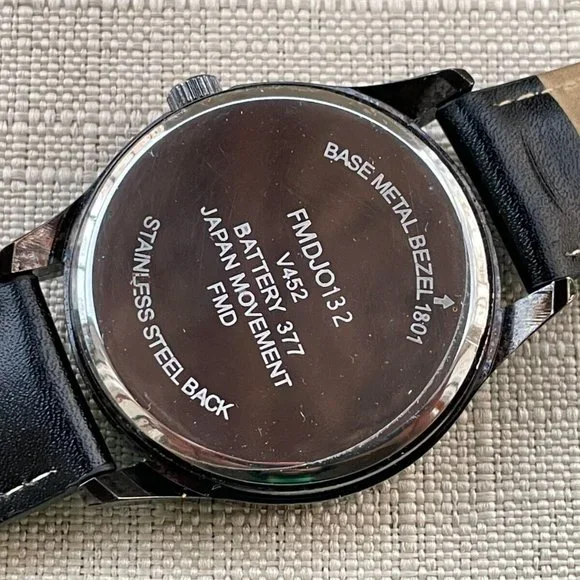 BASE METAL BEZEL ↑ 1801
FMDJO132
V452
BATTERY 377
JAPAN MOVEMENT
FMD
STAINLESS STEEL BACK